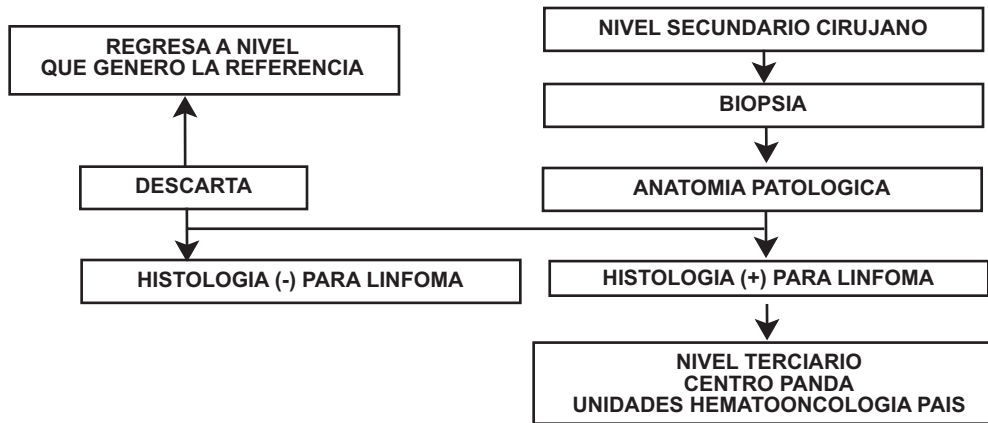 REGRESA A NIVEL
QUE GENERO LA REFERENCIA
DESCARTA
HISTOLOGIA (-) PARA LINFOMA
NIVEL SECUNDARIO CIRUJANO
BIOPSIA
ANATOMIA PATOLOGICA
HISTOLOGIA (+) PARA LINFOMA
NIVEL TERCIARIO
CENTRO PANDA
UNIDADES HEMATOONCOLOGIA PAIS